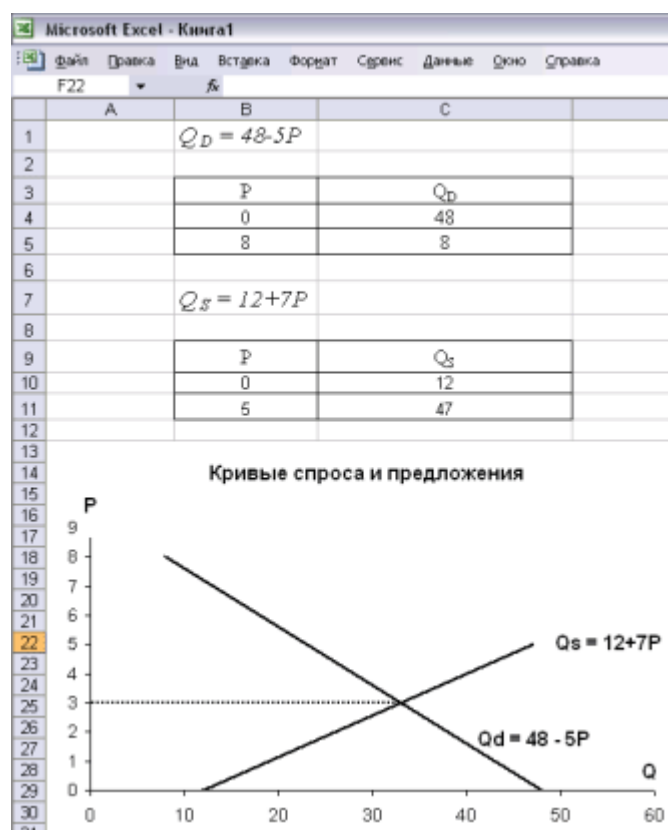 Microsoft Excel - Книга1
Файл Правка Вид Вставка Формат Сервис Данные Окно Справка
F22 fx
A B C
1 Q D = 48-5P
2
3 P QD
4 0 48
5 8 8
6
7 Q S = 12+7P
8
9 P QS
10 0 12
11 5 47
12
13
14 Кривые спроса и предложения
15
16 P
17 9
18 8
19 7
20
21 6
22 5 Qs = 12+7P
23
24 4
25 3
26 2
27 Qd = 48 - 5P
28 1 Q
29 0
30 0 10 20 30 40 50 60